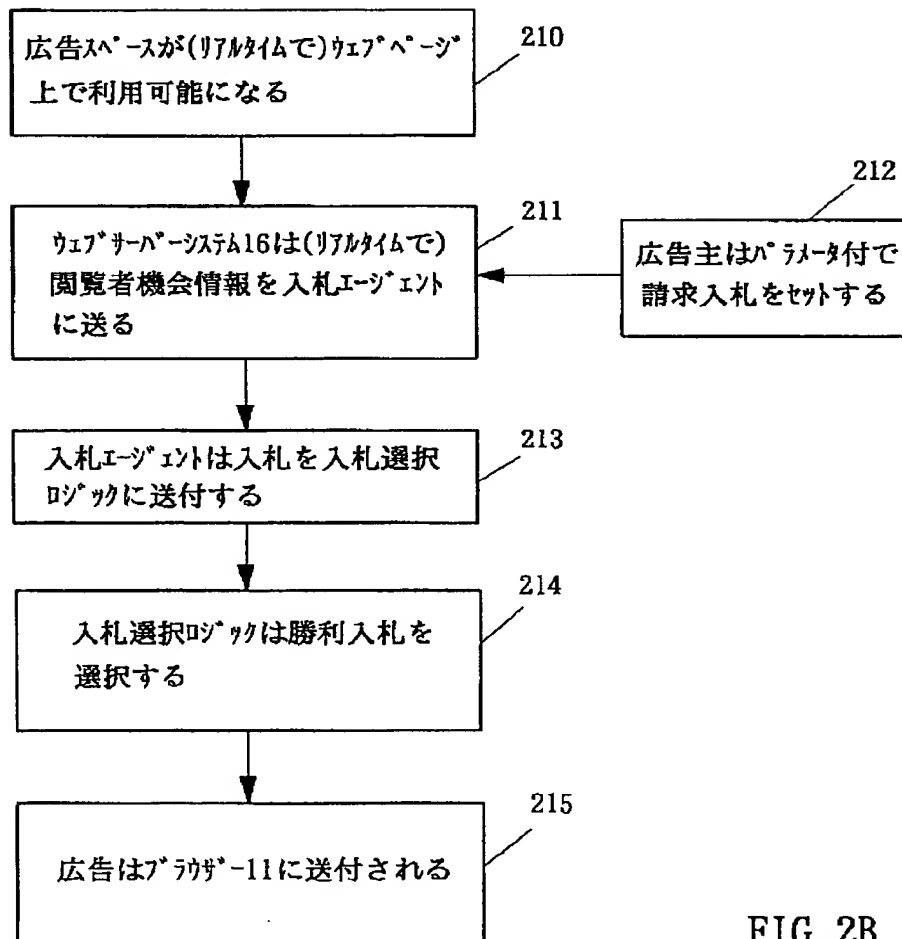 広告ｽﾍﾟｰｽが(ﾘｱﾙﾀｲﾑで)ｳｪﾌﾞﾍﾟｰｼﾞ
上で利用可能になる
210
212
211
ｳｪﾌﾞｻｰﾊﾞｰｼｽﾃﾑ16は(ﾘｱﾙﾀｲﾑで)
閲覧者機会情報を入札ｴｰｼﾞｪﾝﾄ
に送る
広告主はﾊﾟﾗﾒｰﾀ付で
請求入札をｾｯﾄする
213
入札ｴｰｼﾞｪﾝﾄは入札を入札選択
ﾛｼﾞｯｸに送付する
214
入札選択ﾛｼﾞｯｸは勝利入札を
選択する
215
広告はﾌﾞﾗｳｻﾞｰ11に送付される
FIG.2B